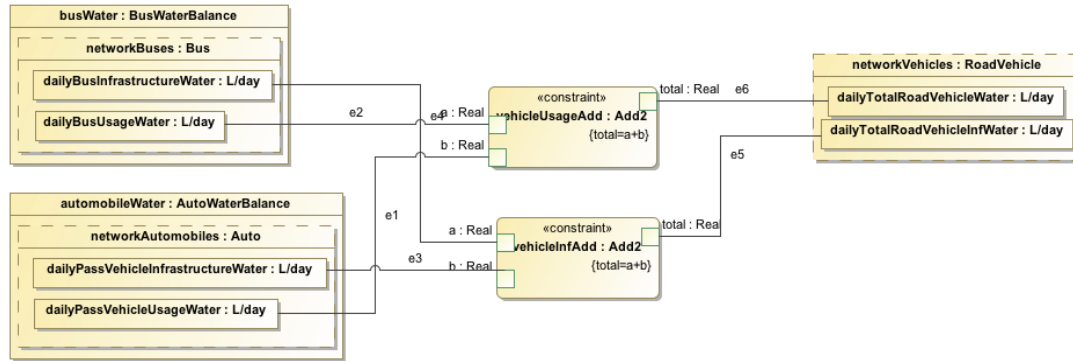 busWater : BusWaterBalance
networkBuses : Bus
dailyBusInfrastructureWater : L/day
dailyBusUsageWater : L/day
automobileWater : AutoWaterBalance
networkAutomobiles : Auto
dailyPassVehicleInfrastructureWater : L/day
dailyPassVehicleUsageWater : L/day
e2
e4
e1
e3
a : Real
b : Real
«constraint»
vehicleUsageAdd : Add2
{total=a+b}
total : Real
e6
a : Real
b : Real
«constraint»
vehicleInfAdd : Add2
{total=a+b}
total : Real
e5
networkVehicles : RoadVehicle
dailyTotalRoadVehicleWater : L/day
dailyTotalRoadVehicleInfWater : L/day